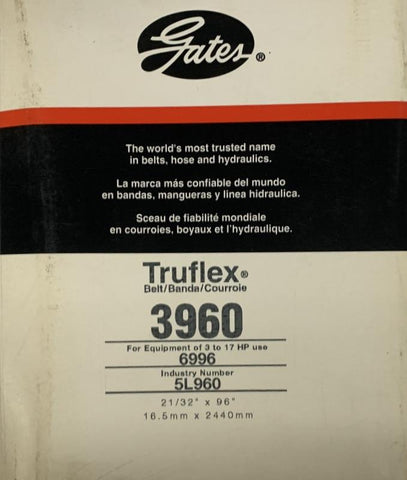 Gates®
The world's most trusted name
in belts, hose and hydraulics.
La marca más confiable del mundo
en bandas, mangueras y linea hidraulica.
Sceau de fiabilité mondiale
en courroies, boyaux et l'hydraulique.
Truflex®
Belt/Banda/Courroie
3960
For Equipment of 3 to 17 HP use
6996
Industry Number
5L960
21/32" x 96"
16.5mm x 2440mm